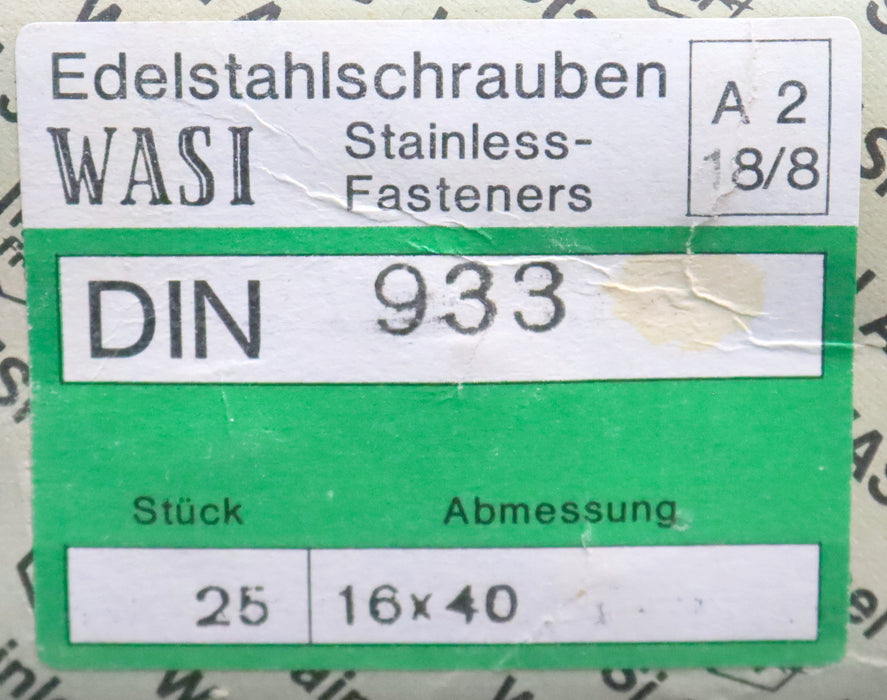 Edelstahlschrauben
WASI
Stainless-
Fasteners
A 2
18/8
DIN 933
Stück Abmessung
25 16x40